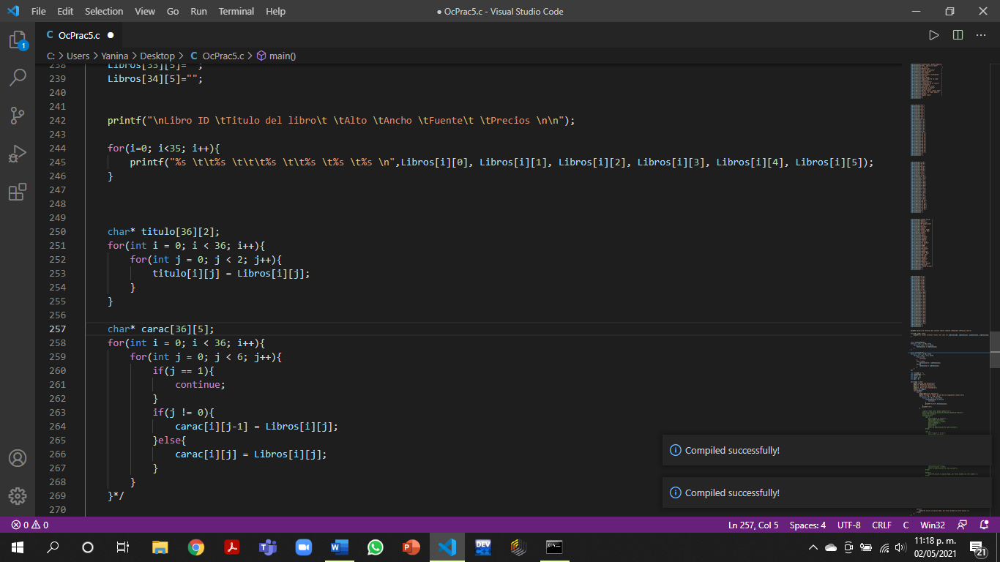 File Edit Selection View Go Run Terminal Help
● OcPrac5.c - Visual Studio Code
C OcPrac5.c ●
C: > Users > Yanina > Desktop > C OcPrac5.c > main()
238 Libros[33][5]="";
239 Libros[34][5]="";
240
241
242 printf("\nLibro ID \tTitulo del libro\t \tAlto \tAncho \tFuente\t \tPrecios \n\n");
243
244 for(i=0; i<35; i++){
245 printf("%s \t\t%s \t\t\t%s \t\t%s \t%s \t%s \n",Libros[i][0], Libros[i][1], Libros[i][2], Libros[i][3], Libros[i][4], Libros[i][5]);
246 }
247
248
249
250 char* titulo[36][2];
251 for(int i = 0; i < 36; i++){
252 for(int j = 0; j < 2; j++){
253 titulo[i][j] = Libros[i][j];
254 }
255 }
256
257 char* carac[36][5];
258 for(int i = 0; i < 36; i++){
259 for(int j = 0; j < 6; j++){
260 if(j == 1){
261 continue;
262 }
263 if(j != 0){
264 carac[i][j-1] = Libros[i][j];
265 }else{
266 carac[i][j] = Libros[i][j];
267 }
268 }
269 }*/
270
1
Compiled successfully!
Compiled successfully!
0 0
Ln 257, Col 5 Spaces: 4 UTF-8 CRLF C Win32
DEV
11:18 p. m.
02/05/2021
21